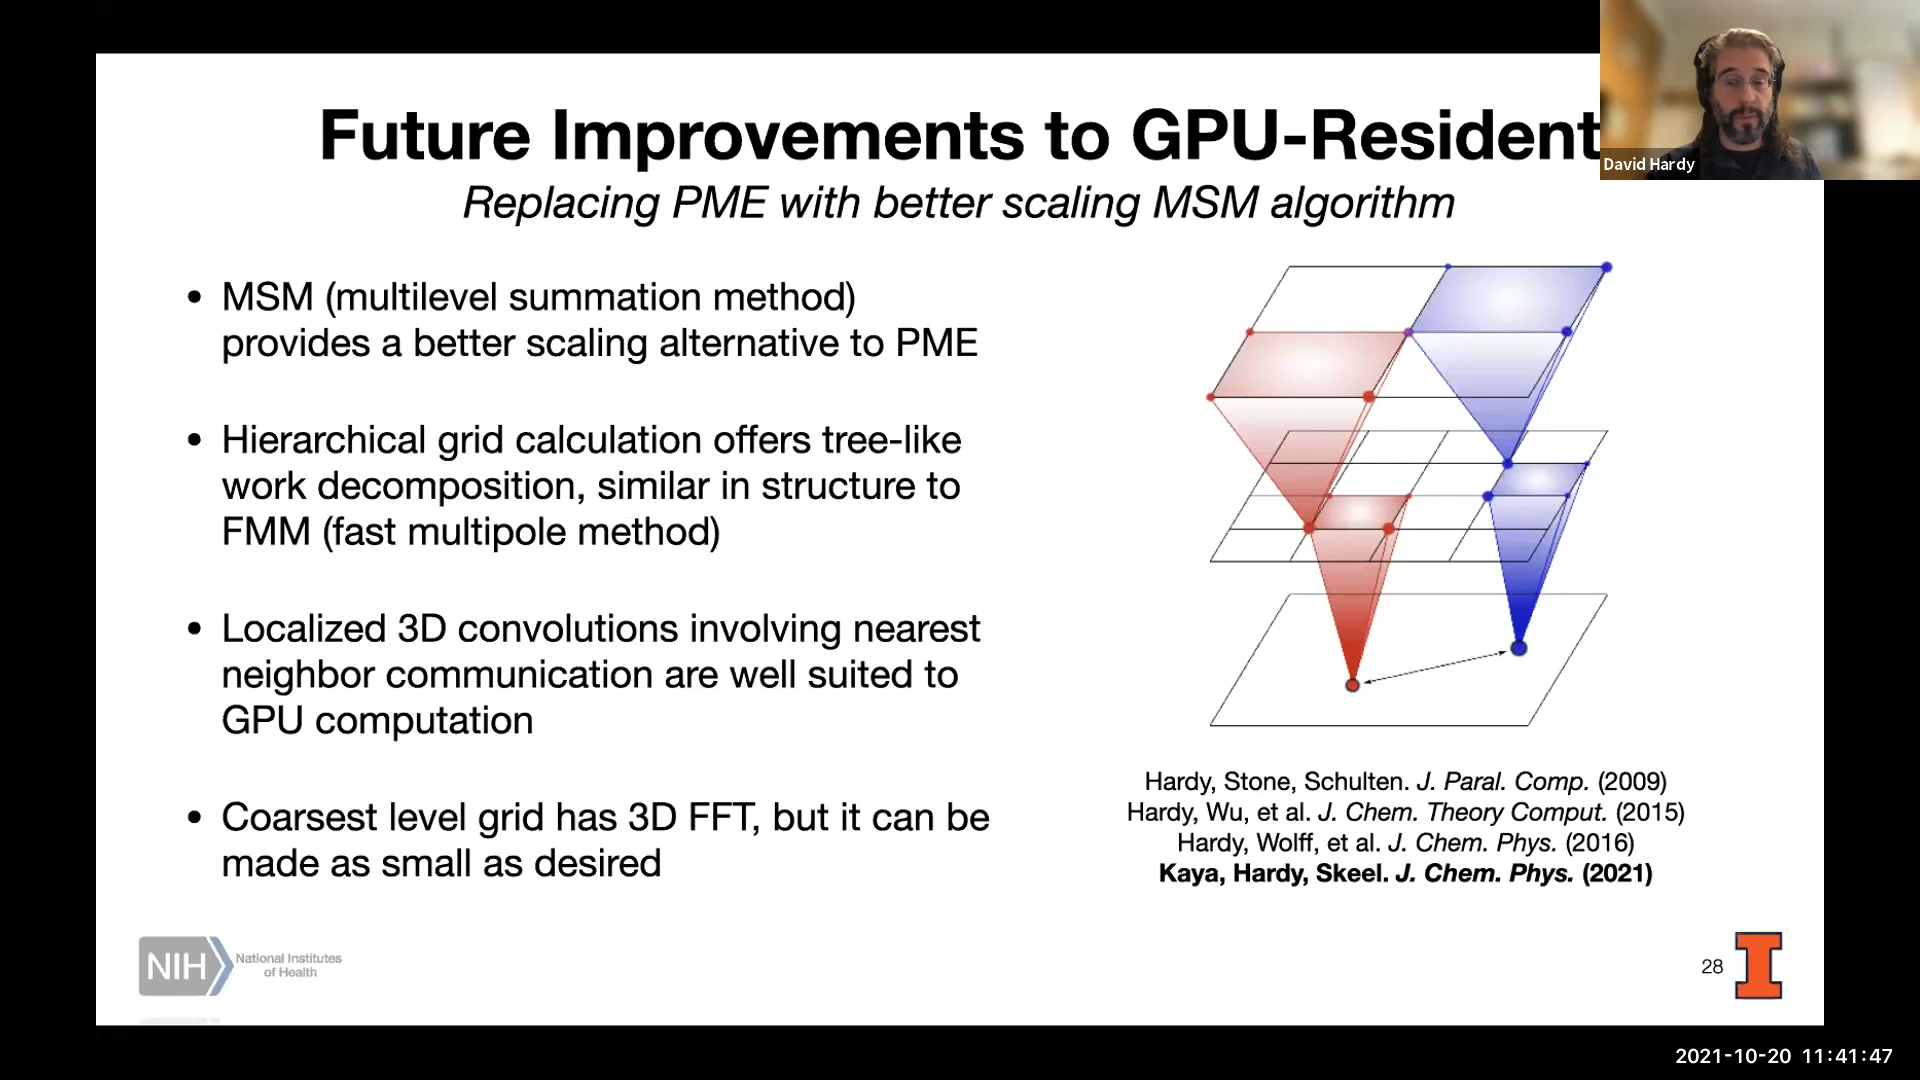 Future Improvements to GPU-Resident
Replacing PME with better scaling MSM algorithm
David Hardy
• MSM (multilevel summation method)
provides a better scaling alternative to PME
• Hierarchical grid calculation offers tree-like
work decomposition, similar in structure to
FMM (fast multipole method)
• Localized 3D convolutions involving nearest
neighbor communication are well suited to
GPU computation
• Coarsest level grid has 3D FFT, but it can be
made as small as desired
Hardy, Stone, Schulten. J. Paral. Comp. (2009)
Hardy, Wu, et al. J. Chem. Theory Comput. (2015)
Hardy, Wolff, et al. J. Chem. Phys. (2016)
Kaya, Hardy, Skeel. J. Chem. Phys. (2021)
NIH National Institutes
of Health
28
I
2021-10-20 11:41:47